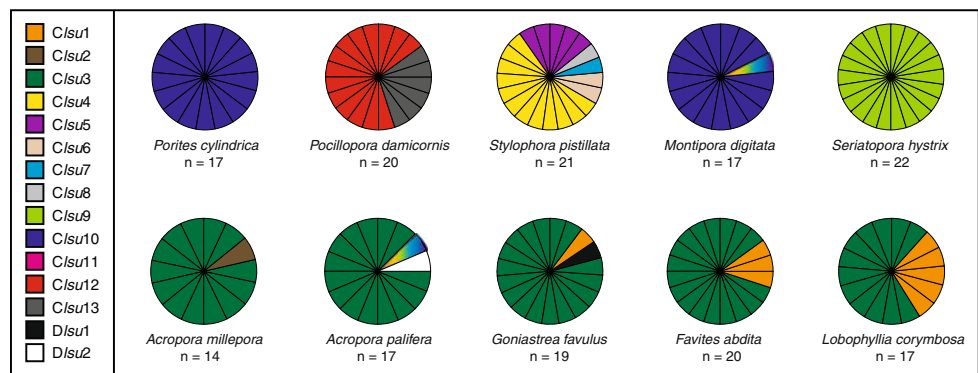 Clsu1
Clsu2
Clsu3
Clsu4
Clsu5
Clsu6
Clsu7
Clsu8
Clsu9
Clsu10
Clsu11
Clsu12
Clsu13
Dlsu1
Dlsu2
Porites cylindrica
n = 17
Pocillopora damicornis
n = 20
Stylophora pistillata
n = 21
Montipora digitata
n = 17
Seriatopora hystrix
n = 22
Acropora millepora
n = 14
Acropora palifera
n = 17
Goniastrea favulus
n = 19
Favites abdita
n = 20
Lobophyllia corymbosa
n = 17